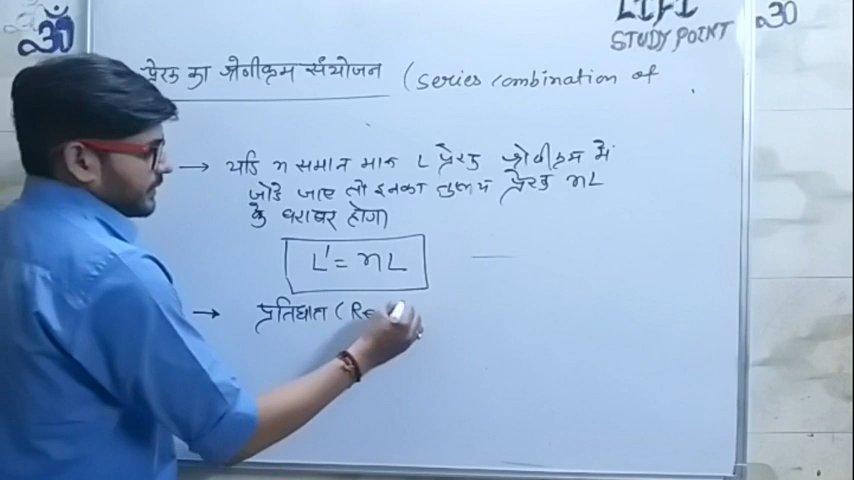 ॐ
LIFI
STUDY POINT
ॐ
प्रेरक का श्रेणीक्रम संयोजन (Series combination of
→ यदि n समान मान L प्रेरक श्रेणीक्रम में
जोडे जाए तो इनका तुल्य प्रेरक nL
के बराबर होगा
L' = nL
→ प्रतिघात (Re